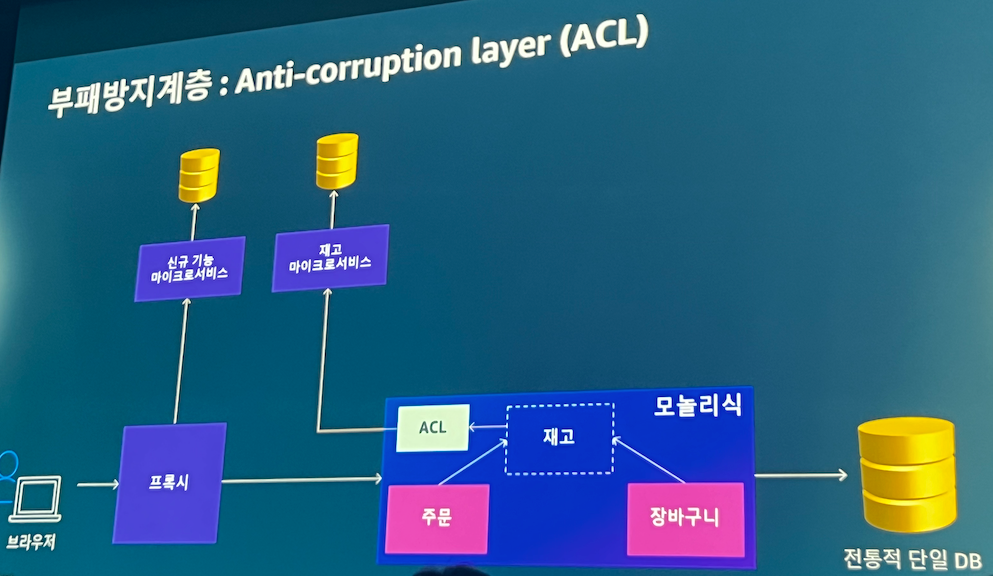 부패방지계층 : Anti-corruption layer (ACL)
신규 기능
마이크로서비스
재고
마이크로서비스
모놀리식
ACL
재고
프록시
주문
장바구니
브라우저
전통적 단일 DB